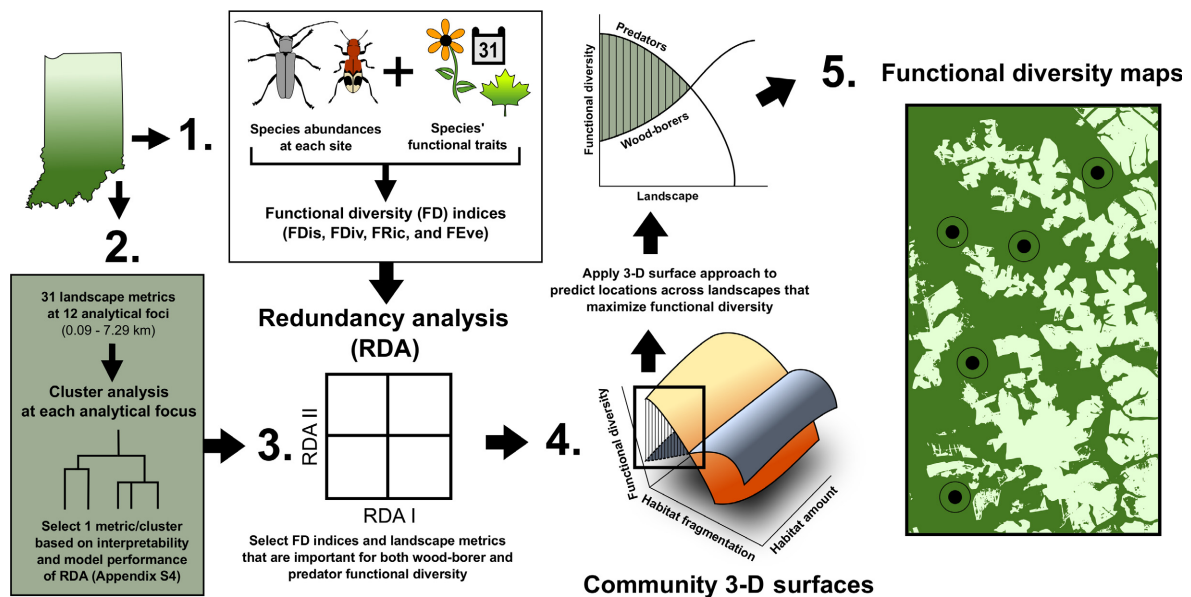 1.
31
Species abundances
at each site
Species'
functional traits
Functional diversity (FD) indices
(FDis, FDiv, FRic, and FEve)
2.
31 landscape metrics
at 12 analytical foci
(0.09 - 7.29 km)
Cluster analysis
at each analytical focus
Select 1 metric/cluster
based on interpretability
and model performance
of RDA (Appendix S4)
Redundancy analysis
(RDA)
3.
RDA II
RDA I
Select FD indices and landscape metrics
that are important for both wood-borer and
predator functional diversity
4.
Functional diversity
Habitat fragmentation
Habitat amount
Community 3-D surfaces
Apply 3-D surface approach to
predict locations across landscapes that
maximize functional diversity
Functional diversity
Predators
Wood-borers
Landscape
5.
Functional diversity maps